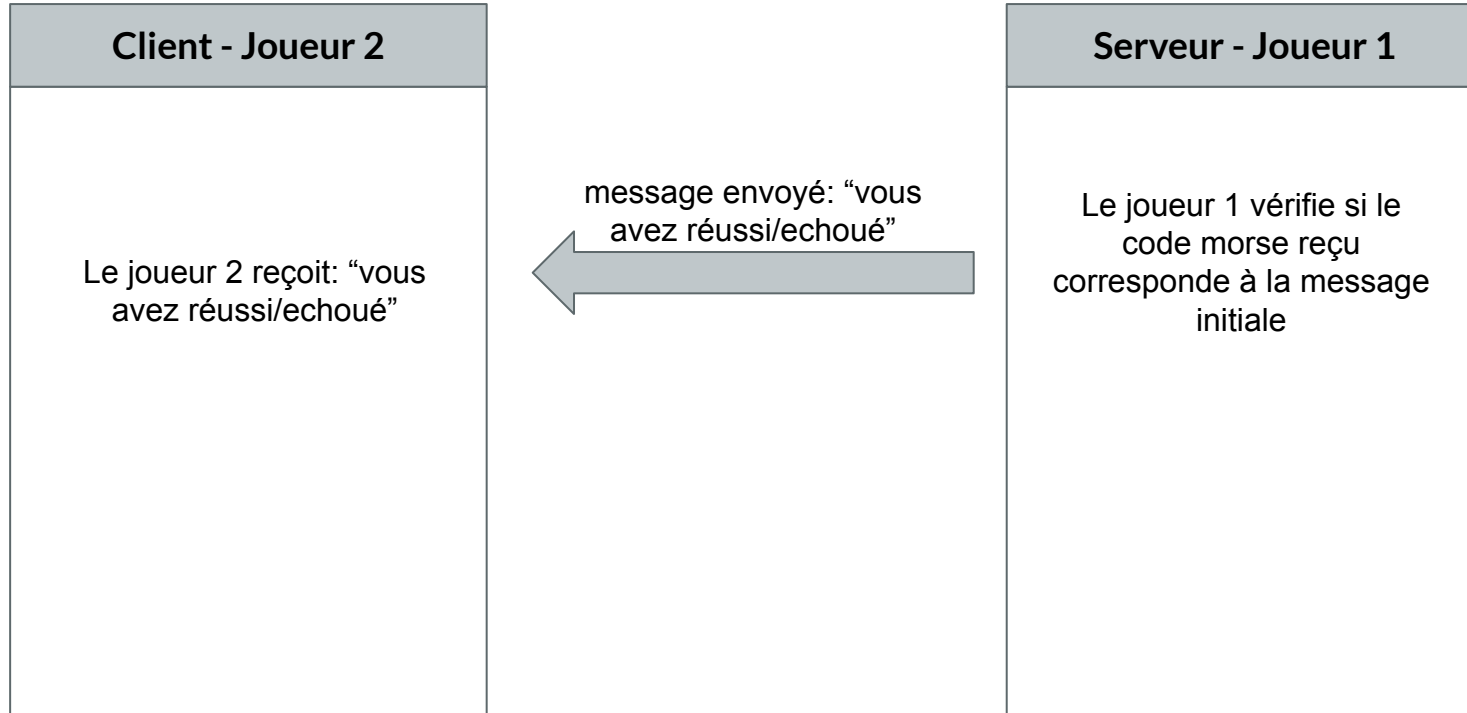 Client - Joueur 2
Serveur - Joueur 1
message envoyé: “vous
avez réussi/echoué”
Le joueur 1 vérifie si le
code morse reçu
corresponde à la message
initiale
Le joueur 2 reçoit: “vous
avez réussi/echoué”